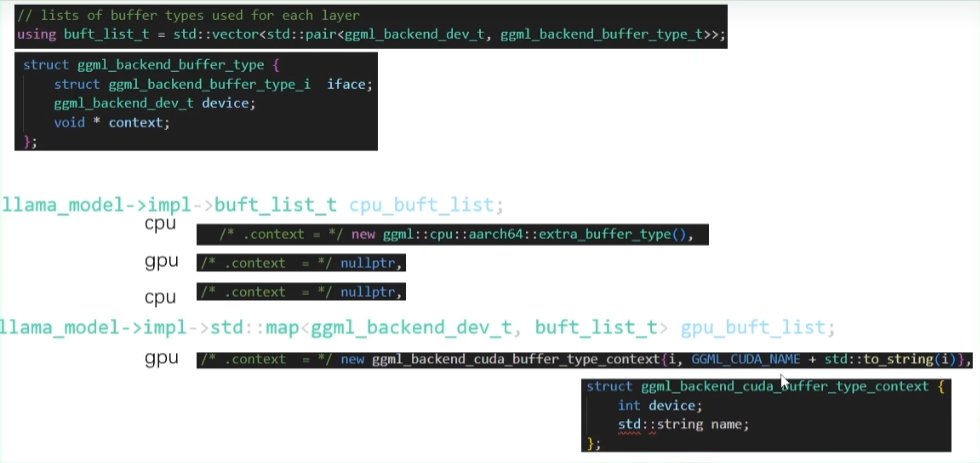 // lists of buffer types used for each layer
using buft_list_t = std::vector<std::pair<ggml_backend_dev_t, ggml_backend_buffer_type_t>>;
struct ggml_backend_buffer_type {
struct ggml_backend_buffer_type_i  iface;
ggml_backend_dev_t device;
void * context;
};
llama_model->impl->buft_list_t cpu_buft_list;
cpu
/* .context = */ new ggml::cpu::aarch64::extra_buffer_type(),
gpu
/* .context  = */ nullptr,
cpu
/* .context  = */ nullptr,
llama_model->impl->std::map<ggml_backend_dev_t, buft_list_t> gpu_buft_list;
gpu
/* .context  = */ new ggml_backend_cuda_buffer_type_context{i, GGML_CUDA_NAME + std::to_string(i)},
struct ggml_backend_cuda_buffer_type_context {
int device;
std::string name;
};